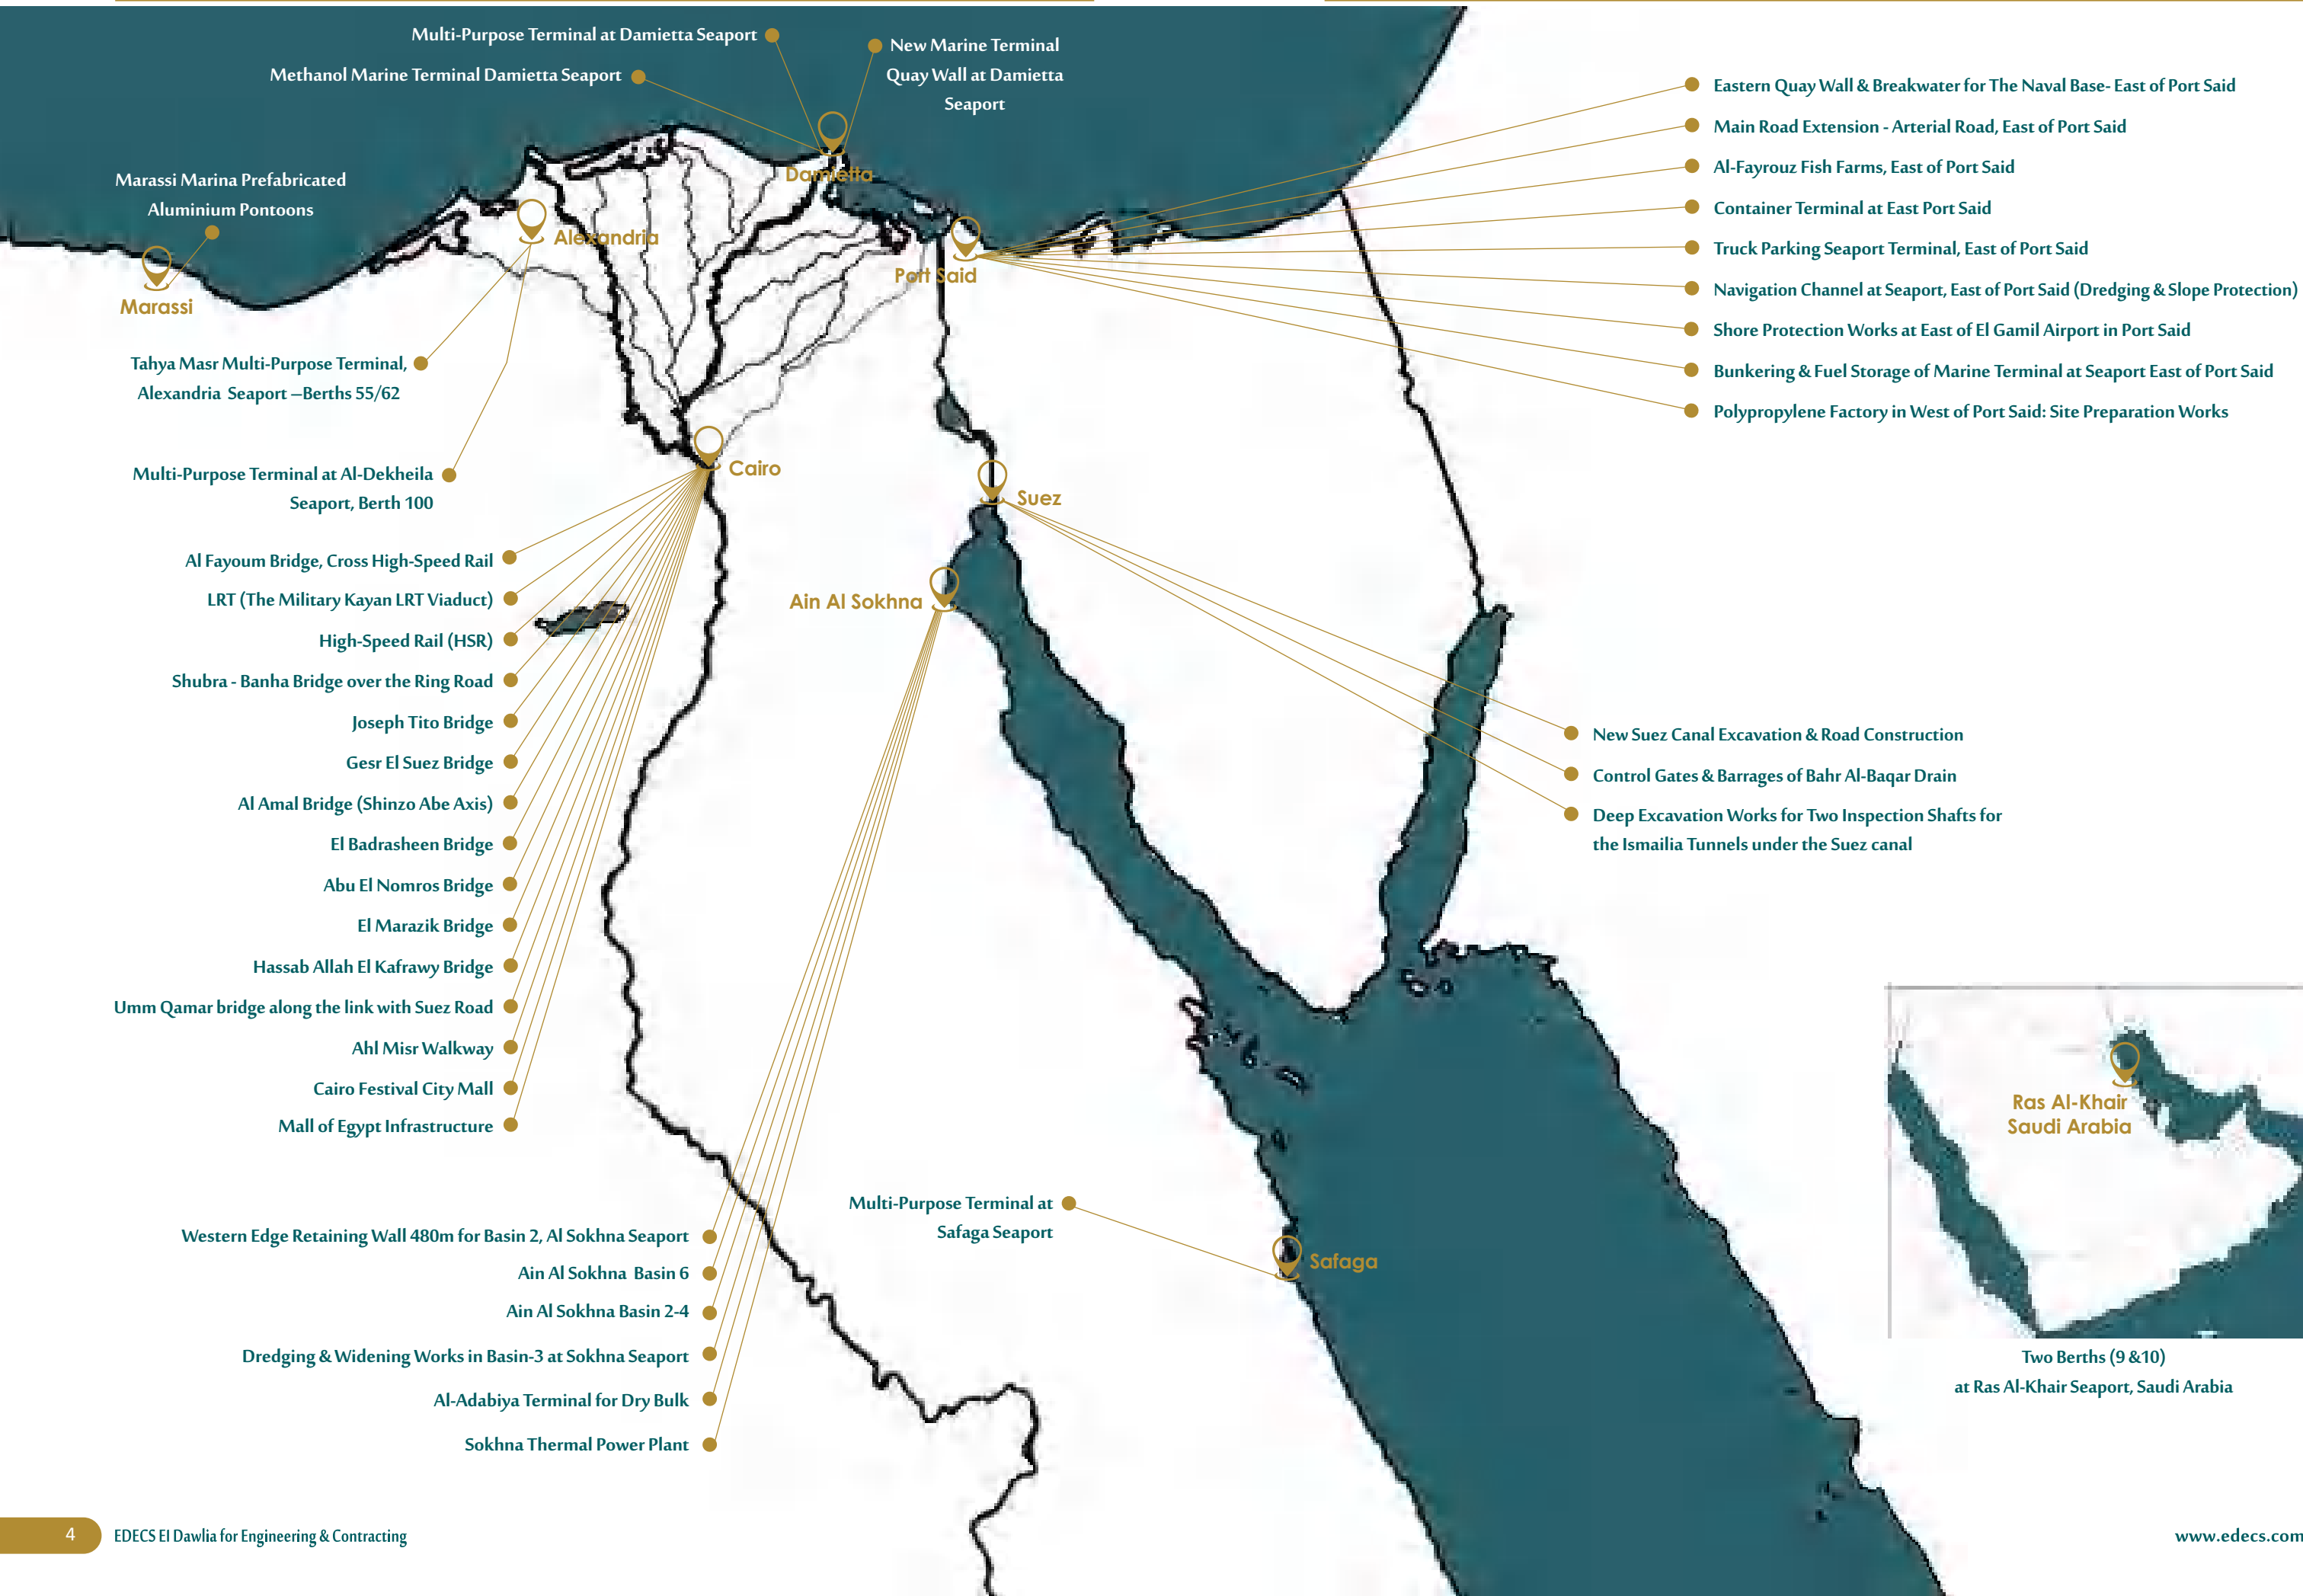 Multi-Purpose Terminal at Damietta Seaport
Methanol Marine Terminal Damietta Seaport
New Marine Terminal
Quay Wall at Damietta
Seaport
Damietta
Marassi Marina Prefabricated
Aluminium Pontoons
Marassi
Alexandria
Port Said
Tahya Masr Multi-Purpose Terminal,
Alexandria Seaport –Berths 55/62
Multi-Purpose Terminal at Al-Dekheila
Seaport, Berth 100
Eastern Quay Wall & Breakwater for The Naval Base- East of Port Said
Main Road Extension - Arterial Road, East of Port Said
Al-Fayrouz Fish Farms, East of Port Said
Container Terminal at East Port Said
Truck Parking Seaport Terminal, East of Port Said
Navigation Channel at Seaport, East of Port Said (Dredging & Slope Protection)
Shore Protection Works at East of El Gamil Airport in Port Said
Bunkering & Fuel Storage of Marine Terminal at Seaport East of Port Said
Polypropylene Factory in West of Port Said: Site Preparation Works
Cairo
Al Fayoum Bridge, Cross High-Speed Rail
LRT (The Military Kayan LRT Viaduct)
High-Speed Rail (HSR)
Shubra - Banha Bridge over the Ring Road
Joseph Tito Bridge
Gesr El Suez Bridge
Al Amal Bridge (Shinzo Abe Axis)
El Badrasheen Bridge
Abu El Nomros Bridge
El Marazik Bridge
Hassab Allah El Kafrawy Bridge
Umm Qamar bridge along the link with Suez Road
Ahl Misr Walkway
Cairo Festival City Mall
Mall of Egypt Infrastructure
Suez
New Suez Canal Excavation & Road Construction
Control Gates & Barrages of Bahr Al-Baqar Drain
Deep Excavation Works for Two Inspection Shafts for
the Ismailia Tunnels under the Suez canal
Ain Al Sokhna
Western Edge Retaining Wall 480m for Basin 2, Al Sokhna Seaport
Ain Al Sokhna Basin 6
Ain Al Sokhna Basin 2-4
Dredging & Widening Works in Basin-3 at Sokhna Seaport
Al-Adabiya Terminal for Dry Bulk
Sokhna Thermal Power Plant
Multi-Purpose Terminal at
Safaga Seaport
Safaga
Ras Al-Khair
Saudi Arabia
Two Berths (9 &10)
at Ras Al-Khair Seaport, Saudi Arabia
4
EDECS El Dawlia for Engineering & Contracting
www.edecs.com